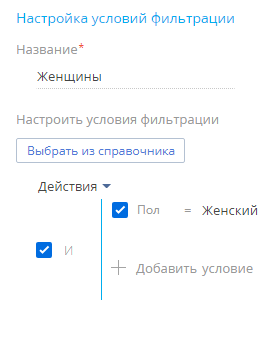 Настройка условий фильтрации
Название*
Женщины
Настроить условия фильтрации
Выбрать из справочника
Действия
Пол = Женский
И
Добавить условие